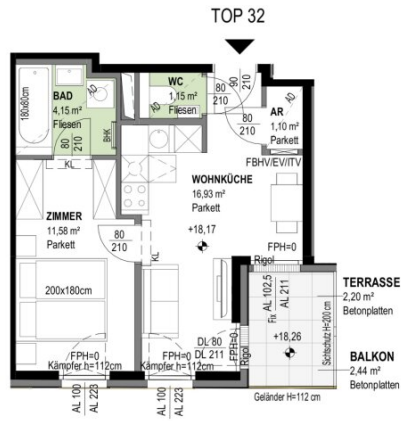 TOP 32
180x80cm
BAD
4,15 m²
Fliesen
80
210
BHK
KL
WC
1,15 m²
Fliesen
AD
80
210
90
210
80
210
AR
1,10 m²
Parkett
AD
FBHV/EV/ITV
WOHNKÜCHE
16,93 m²
Parkett
+18,17
ZIMMER
11,58 m²
Parkett
80
210
KL
200x180cm
FPH=0
Rigol
AL 102,5
AL 211
Fix
+18,26
Sichtschutz H=200 cm
TERRASSE
2,20 m²
Betonplatten
BALKON
2,44 m²
Betonplatten
DL 80
DL 211
FPH=0
Rigol
FPH=0
Kämpfer h=112cm
FPH=0
Kämpfer h=112cm
AL 100
AL 223
AL 100
AL 223
Geländer H=112 cm